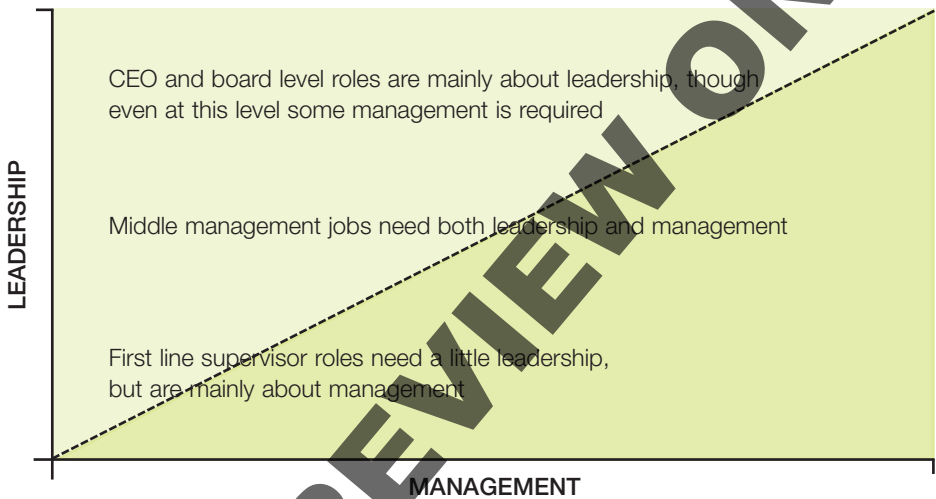 CEO and board level roles are mainly about leadership, though
even at this level some management is required
Middle management jobs need both leadership and management
First line supervisor roles need a little leadership,
but are mainly about management
LEADERSHIP
MANAGEMENT
REVIEW ON